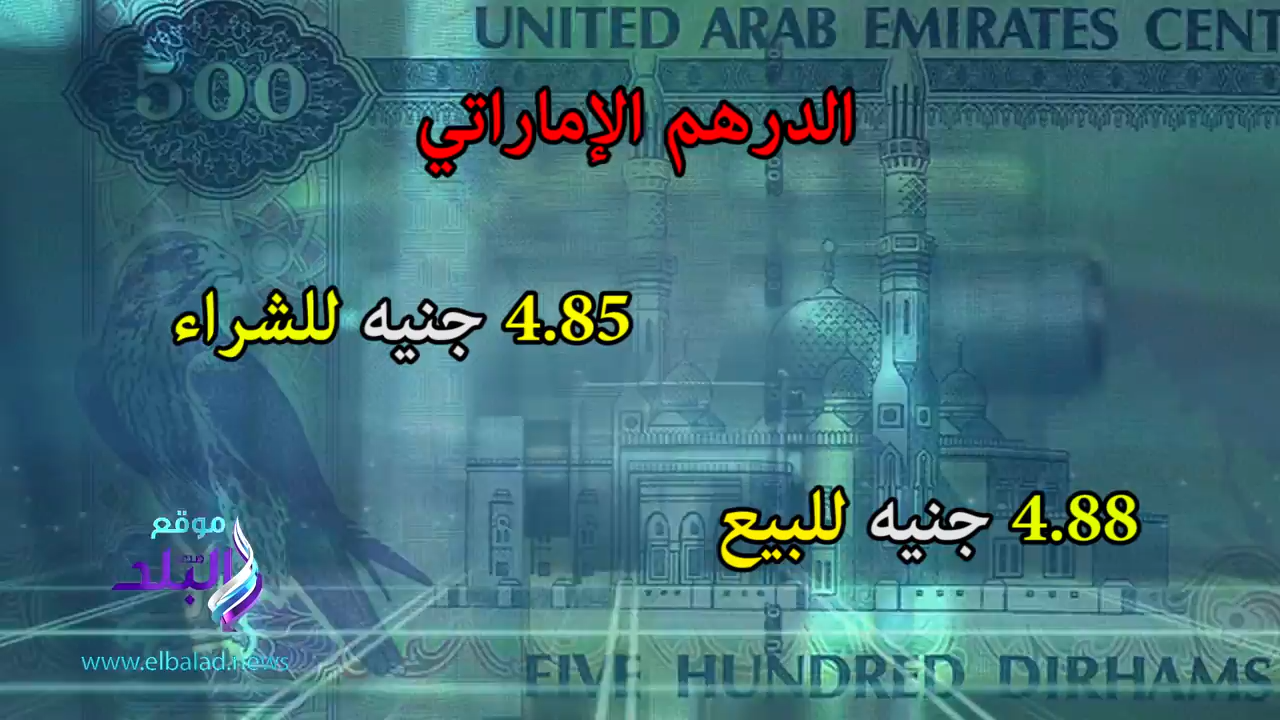 UNITED ARAB EMIRATES CENT
500
الدرهم الإماراتي
4.85 جنيه للشراء
4.88 جنيه للبيع
موقع
صدى
البلد
www.elbalad.news
FIVE HUNDRED DIRHAMS